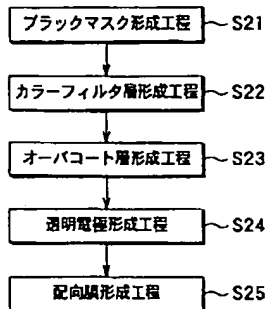 ブラックマスク形成工程 S21
カラーフィルタ層形成工程 S22
オーバコート層形成工程 S23
透明電極形成工程 S24
配向膜形成工程 S25